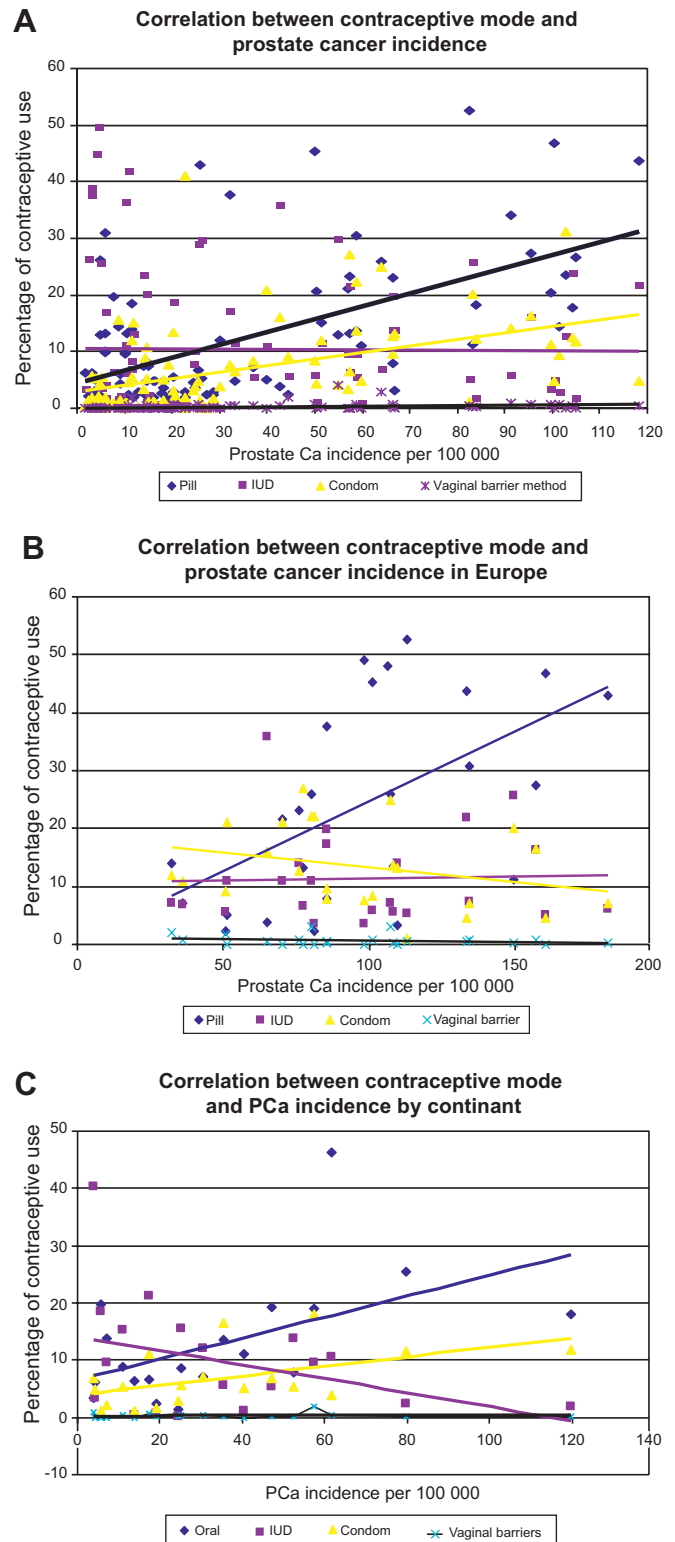 A
Correlation between contraceptive mode and
prostate cancer incidence
Percentage of contraceptive use
60
50
40
30
20
10
0
0 10 20 30 40 50 60 70 80 90 100 110 120
Prostate Ca incidence per 100 000
Pill IUD Condom Vaginal barrier method
B
Correlation between contraceptive mode and
prostate cancer incidence in Europe
Percentage of contraceptive use
60
50
40
30
20
10
0
50 100 150 200
Prostate Ca incidence per 100 000
Pill IUD Condom Vaginal barrier
C
Correlation between contraceptive mode
and PCa incidence by continant
Percentage of contraceptive use
50
40
30
20
10
0
-10
0 20 40 60 80 100 120 140
PCa incidence per 100 000
Oral IUD Condom Vaginal barriers